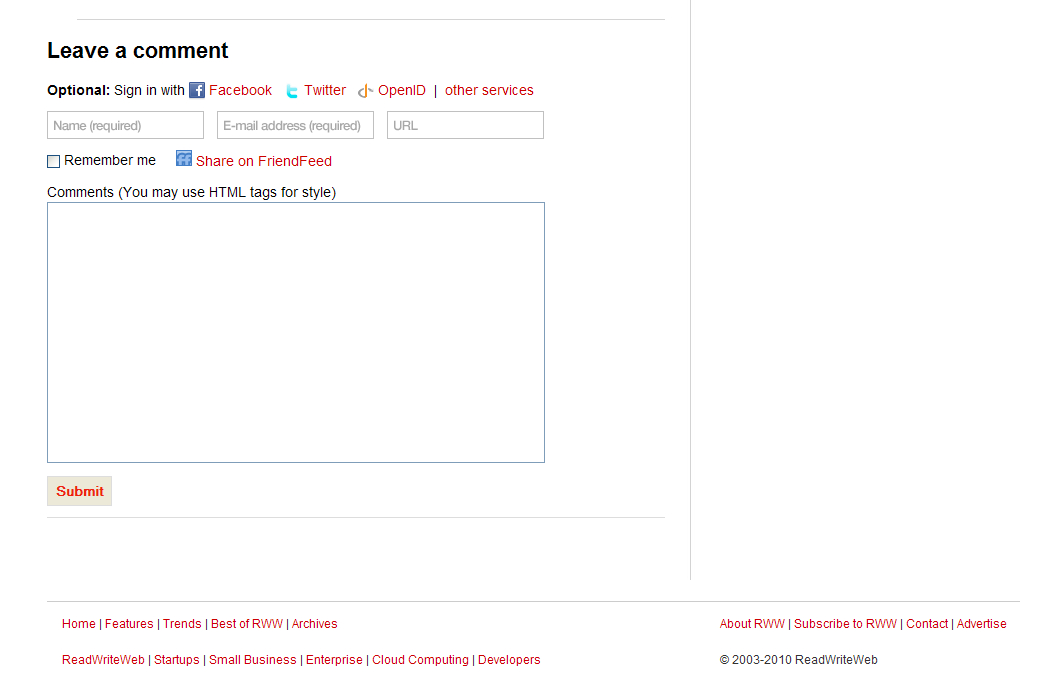 Leave a comment
Optional: Sign in with Facebook Twitter OpenID | other services
Name (required) E-mail address (required) URL
Remember me Share on FriendFeed
Comments (You may use HTML tags for style)
Submit
Home | Features | Trends | Best of RWW | Archives
About RWW | Subscribe to RWW | Contact | Advertise
ReadWriteWeb | Startups | Small Business | Enterprise | Cloud Computing | Developers
© 2003-2010 ReadWriteWeb